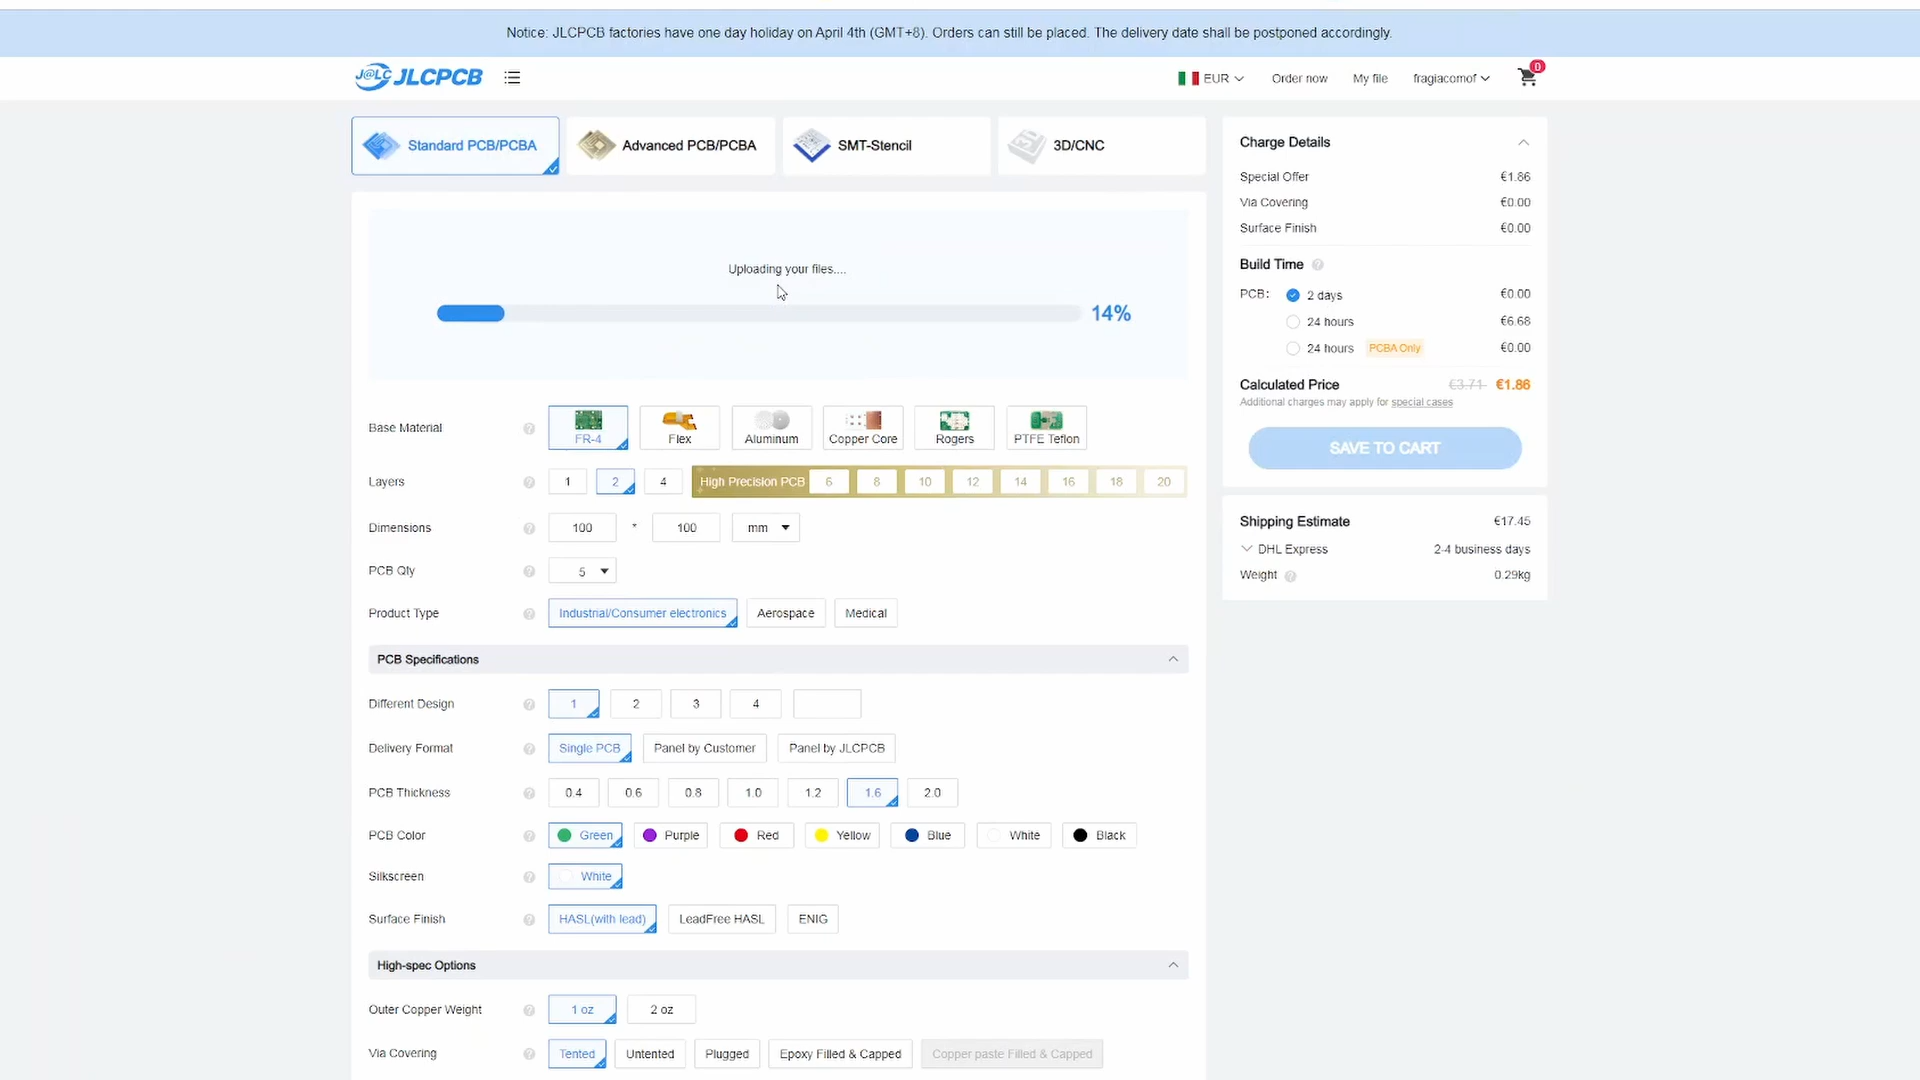 Notice: JLCPCB factories have one day holiday on April 4th (GMT+8). Orders can still be placed. The delivery date shall be postponed accordingly.
J@LC JLCPCB EUR Order now My file fragiacomof 0
Standard PCB/PCBA Advanced PCB/PCBA SMT-Stencil 3D/CNC
Uploading your files....
14%
Base Material FR-4 Flex Aluminum Copper Core Rogers PTFE Teflon
Layers 1 2 4 High Precision PCB 6 8 10 12 14 16 18 20
Dimensions 100 * 100 mm
PCB Qty 5
Product Type Industrial/Consumer electronics Aerospace Medical
PCB Specifications
Different Design 1 2 3 4
Delivery Format Single PCB Panel by Customer Panel by JLCPCB
PCB Thickness 0.4 0.6 0.8 1.0 1.2 1.6 2.0
PCB Color Green Purple Red Yellow Blue White Black
Silkscreen White
Surface Finish HASL(with lead) LeadFree HASL ENIG
High-spec Options
Outer Copper Weight 1 oz 2 oz
Via Covering Tented Untented Plugged Epoxy Filled & Capped Copper paste Filled & Capped
Charge Details
Special Offer €1.86
Via Covering €0.00
Surface Finish €0.00
Build Time
PCB: 2 days €0.00
24 hours €6.68
24 hours PCBA Only €0.00
Calculated Price €3.71 €1.86
Additional charges may apply for special cases
SAVE TO CART
Shipping Estimate €17.45
DHL Express 2-4 business days
Weight 0.29kg